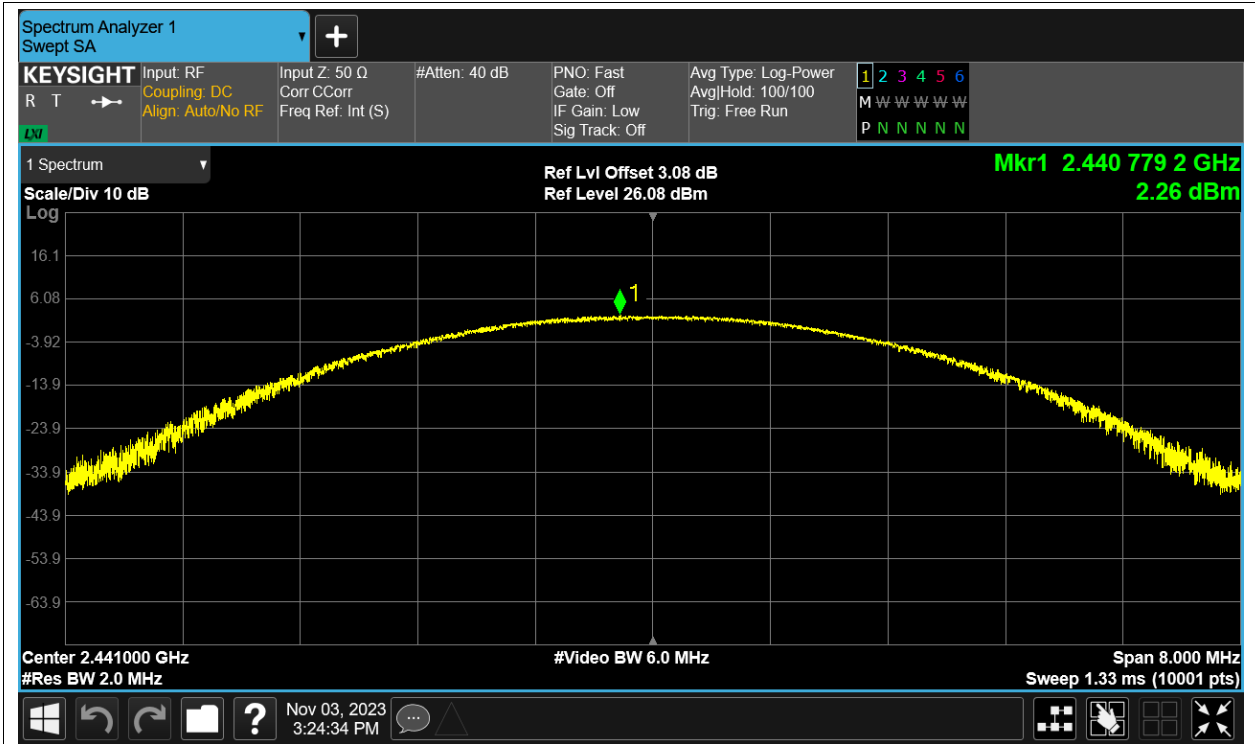 Spectrum Analyzer 1
Swept SA
KEYSIGHT
R T
LXI
Input: RF
Coupling: DC
Align: Auto/No RF
Input Z: 50 Ω
Corr CCorr
Freq Ref: Int (S)
#Atten: 40 dB
PNO: Fast
Gate: Off
IF Gain: Low
Sig Track: Off
Avg Type: Log-Power
Avg|Hold: 100/100
Trig: Free Run
1 2 3 4 5 6
M W W W W W W
P N N N N N
1 Spectrum
Scale/Div 10 dB
Log
Ref Lvl Offset 3.08 dB
Ref Level 26.08 dBm
Mkr1 2.440 779 2 GHz
2.26 dBm
16.1
6.08
1
-3.92
-13.9
-23.9
-33.9
-43.9
-53.9
-63.9
Center 2.441000 GHz
#Video BW 6.0 MHz
Span 8.000 MHz
#Res BW 2.0 MHz
Sweep 1.33 ms (10001 pts)
?
Nov 03, 2023
3:24:34 PM